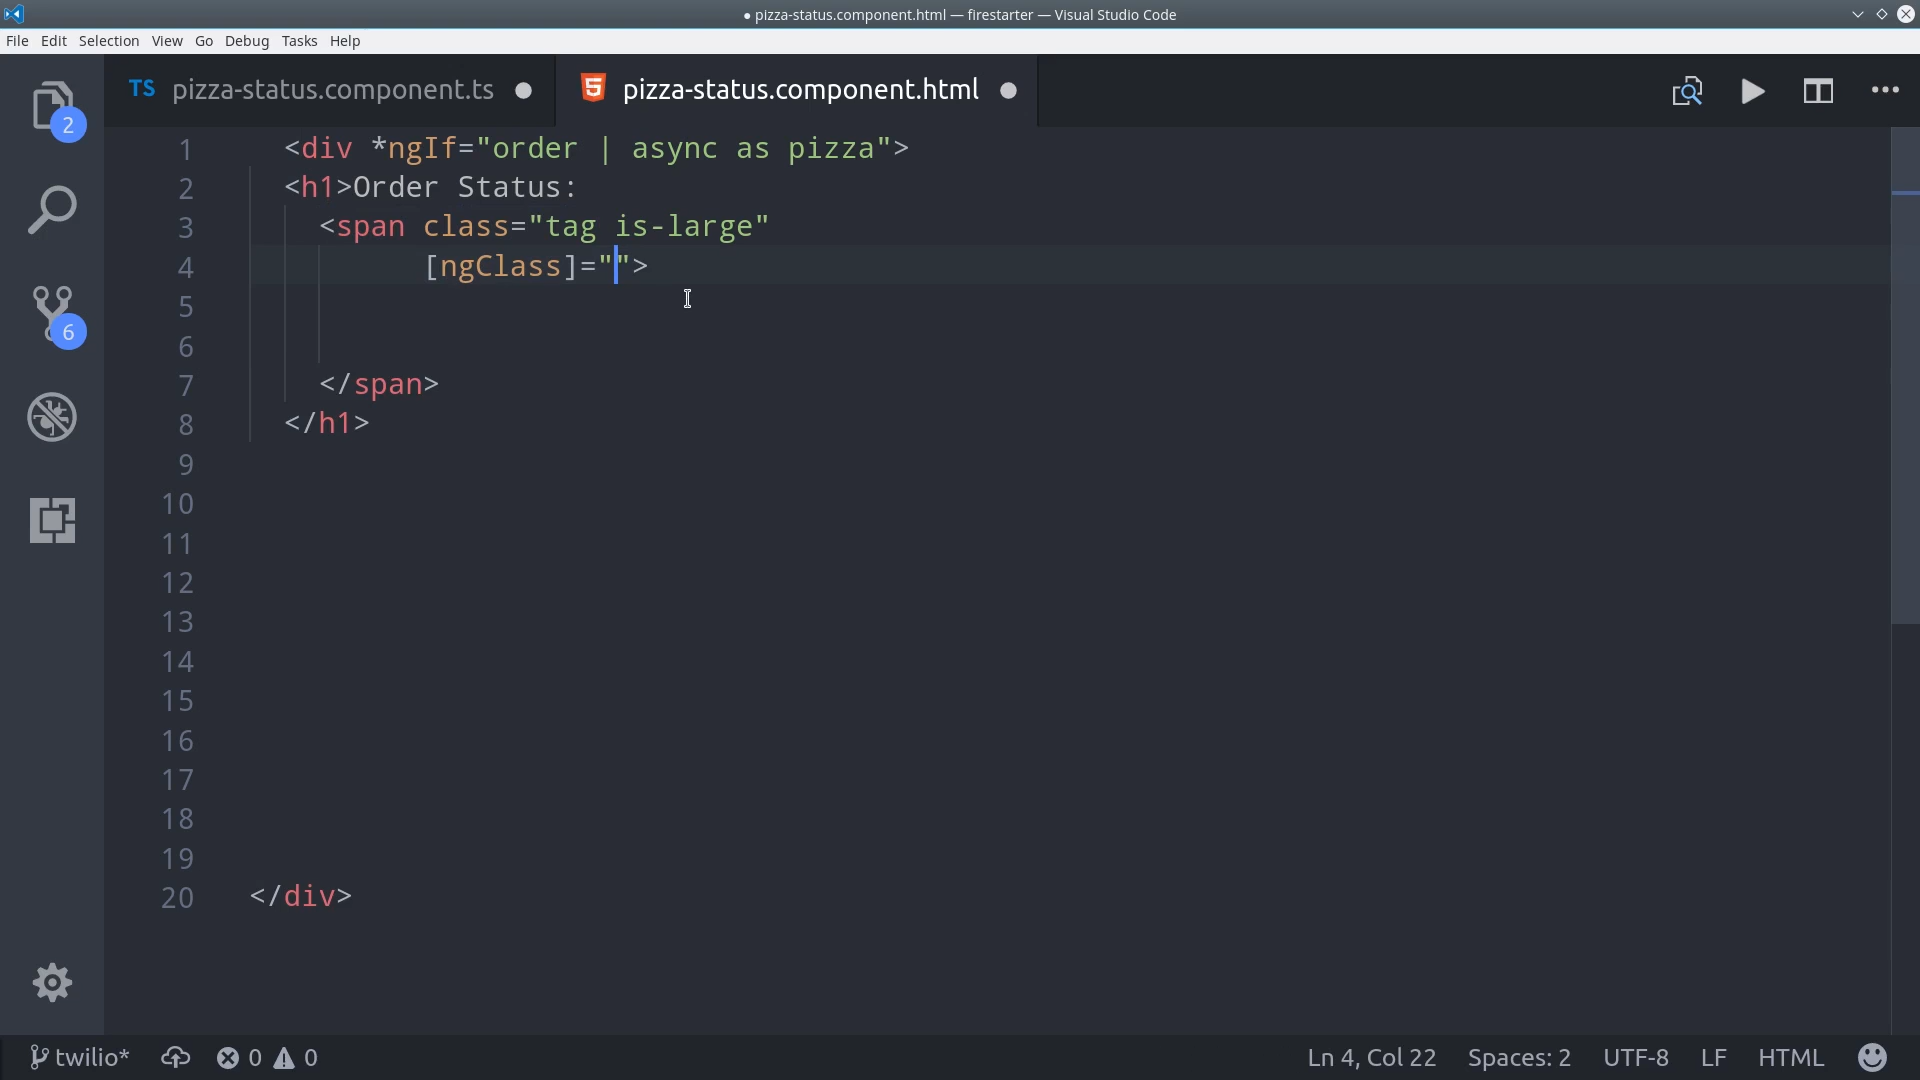 ● pizza-status.component.html — firestarter — Visual Studio Code
File Edit Selection View Go Debug Tasks Help
TS pizza-status.component.ts ● 5 pizza-status.component.html ●
2
6
1 <div *ngIf="order | async as pizza">
2 <h1>Order Status:
3 <span class="tag is-large"
4 [ngClass]="">
5
6
7 </span>
8 </h1>
9
10
11
12
13
14
15
16
17
18
19
20 </div>
twilio* 0 0 Ln 4, Col 22 Spaces: 2 UTF-8 LF HTML